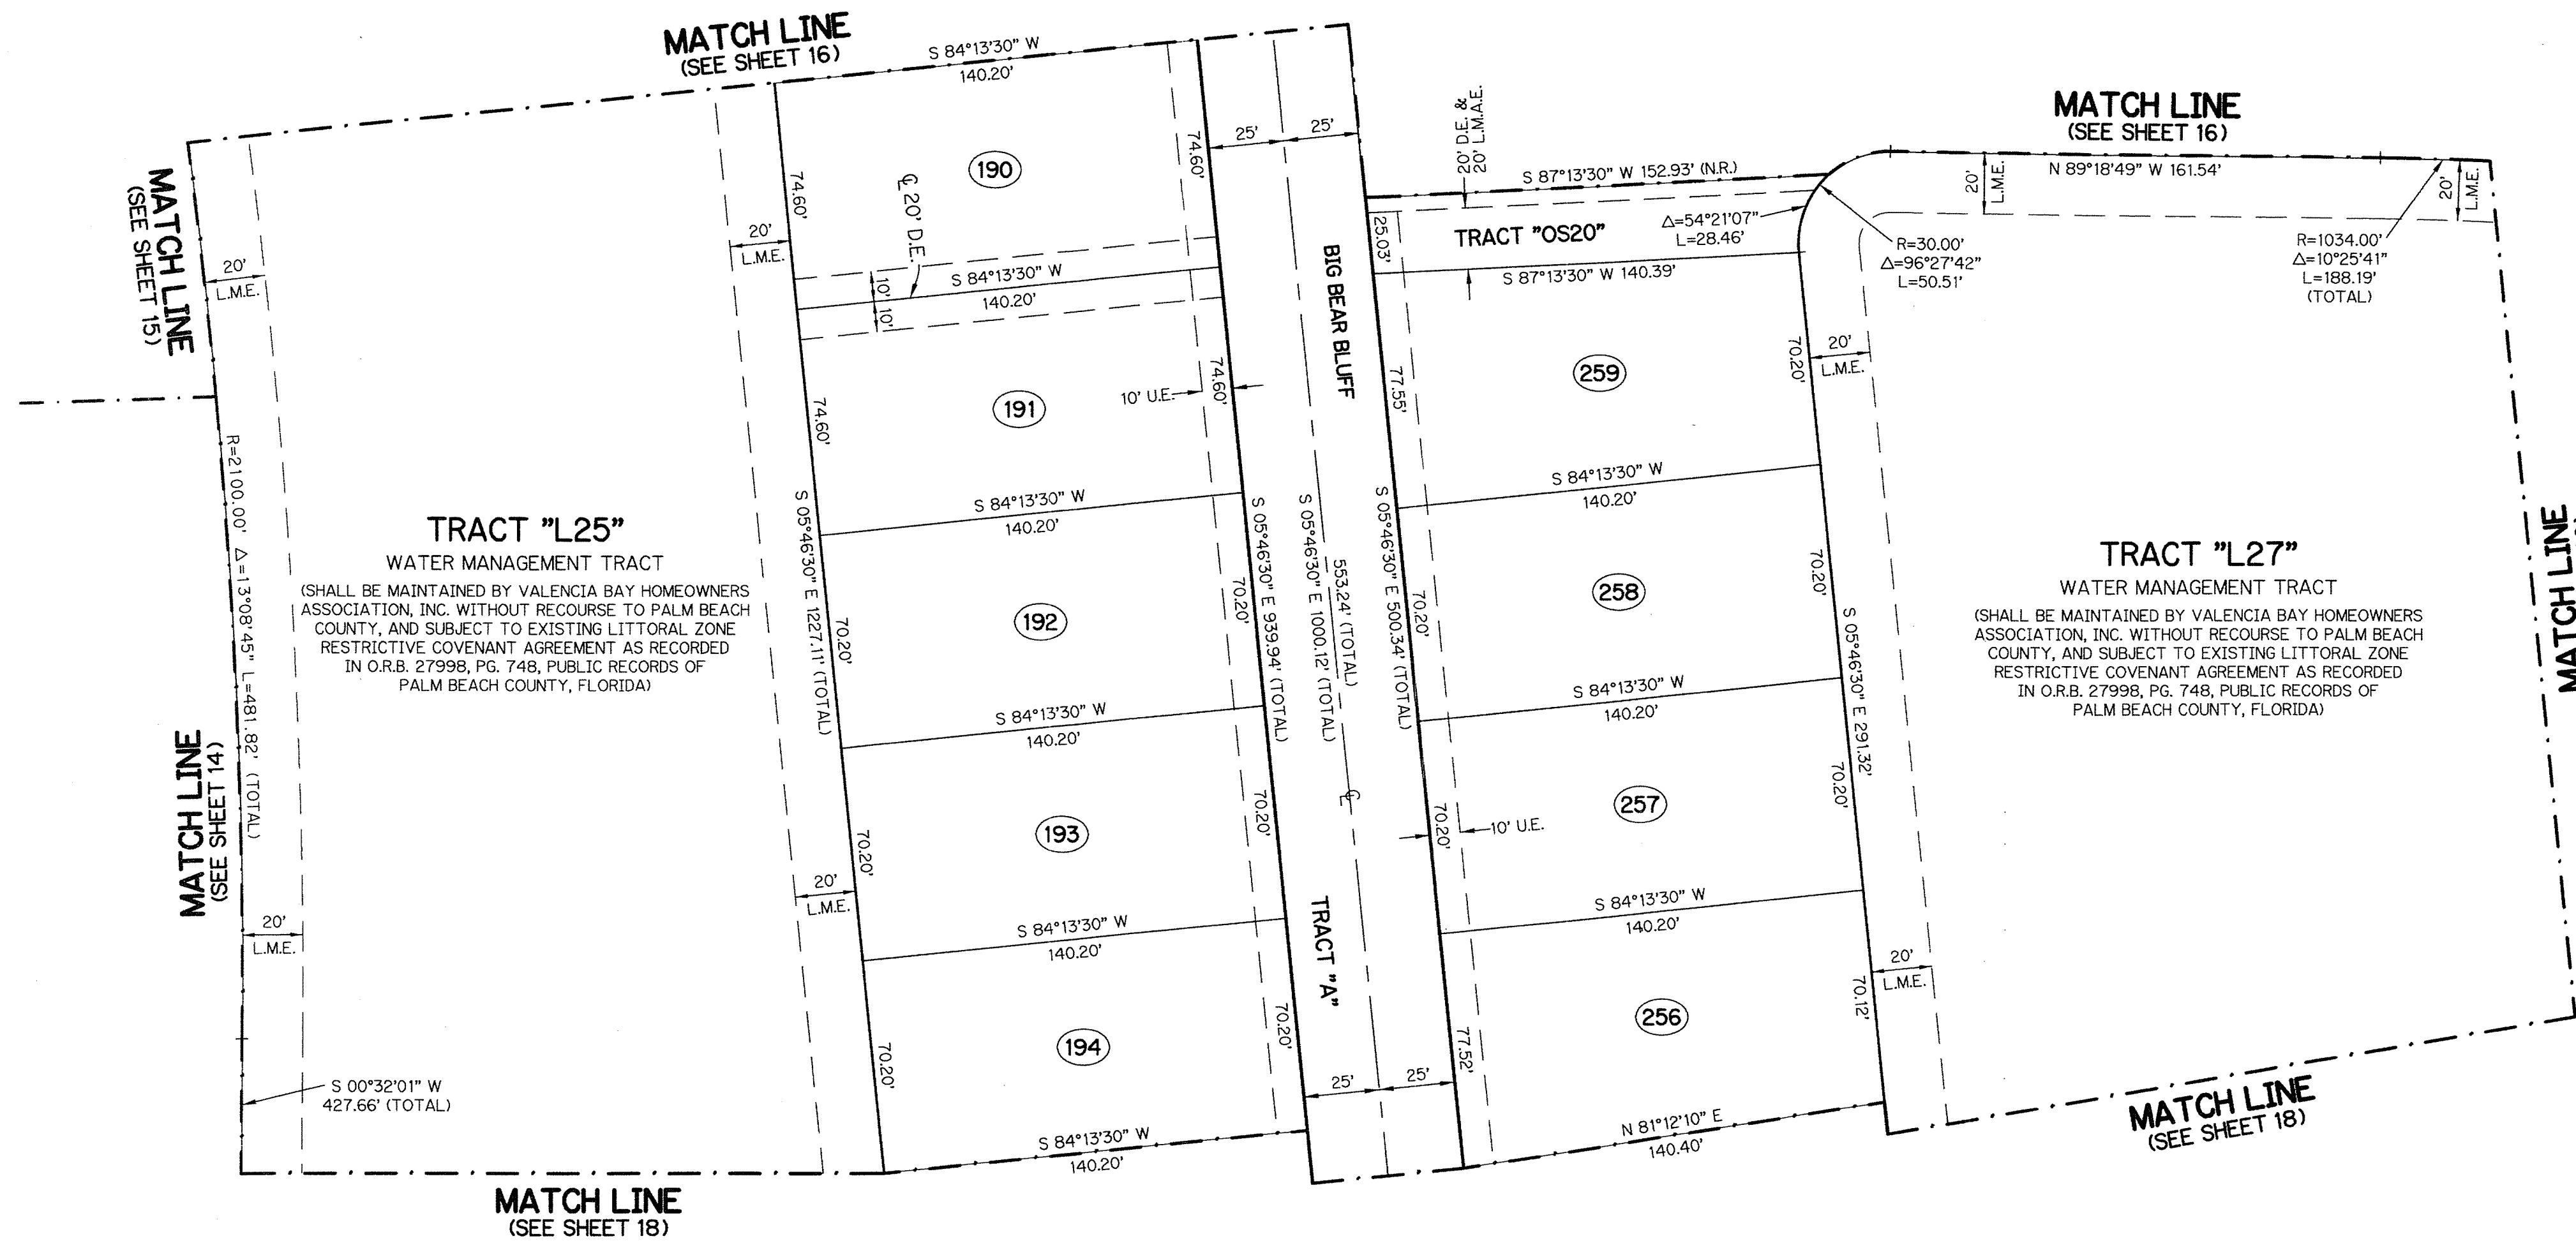 MATCH LINE
(SEE SHEET 16)
S 84°13'30" W
140.20'
MATCH LINE
(SEE SHEET 16)
MATCH LINE
(SEE SHEET 15)
20'
L.M.E.
20'
L.M.E.
74.60'
190
74.60'
25'
25'
20' D.E. &
20' L.M.A.E.
S 87°13'30" W 152.93' (N.R.)
N 89°18'49" W 161.54'
20'
L.M.E.
20'
L.M.E.
℄ 20' D.E.
10'
10'
S 84°13'30" W
140.20'
25.03'
TRACT "OS20"
Δ=54°21'07"
L=28.46'
S 87°13'30" W 140.39'
R=30.00'
Δ=96°27'42"
L=50.51'
R=1034.00'
Δ=10°25'41"
L=188.19'
(TOTAL)
BIG BEAR BLUFF
74.60'
191
10' U.E.
74.60'
77.55'
259
70.20'
20'
L.M.E.
R=2100.00' Δ=13°08'45" L=481.82' (TOTAL)
S 84°13'30" W
140.20'
S 84°13'30" W
140.20'
TRACT "L25"
WATER MANAGEMENT TRACT
(SHALL BE MAINTAINED BY VALENCIA BAY HOMEOWNERS
ASSOCIATION, INC. WITHOUT RECOURSE TO PALM BEACH
COUNTY, AND SUBJECT TO EXISTING LITTORAL ZONE
RESTRICTIVE COVENANT AGREEMENT AS RECORDED
IN O.R.B. 27998, PG. 748, PUBLIC RECORDS OF
PALM BEACH COUNTY, FLORIDA)
S 05°46'30" E 1227.11' (TOTAL)
70.20'
192
70.20'
S 05°46'30" E 939.94' (TOTAL)
553.24' (TOTAL)
S 05°46'30" E 1000.12' (TOTAL)
S 05°46'30" E 500.34' (TOTAL)
70.20'
258
70.20'
S 05°46'30" E 291.32'
TRACT "L27"
WATER MANAGEMENT TRACT
(SHALL BE MAINTAINED BY VALENCIA BAY HOMEOWNERS
ASSOCIATION, INC. WITHOUT RECOURSE TO PALM BEACH
COUNTY, AND SUBJECT TO EXISTING LITTORAL ZONE
RESTRICTIVE COVENANT AGREEMENT AS RECORDED
IN O.R.B. 27998, PG. 748, PUBLIC RECORDS OF
PALM BEACH COUNTY, FLORIDA)
MATCH LINE
S 84°13'30" W
140.20'
S 84°13'30" W
140.20'
MATCH LINE
(SEE SHEET 14)
70.20'
193
70.20'
℄
70.20'
10' U.E.
257
70.20'
20'
L.M.E.
20'
L.M.E.
S 84°13'30" W
140.20'
S 84°13'30" W
140.20'
TRACT "A"
20'
L.M.E.
70.20'
194
70.20'
77.52'
256
70.12'
25'
25'
S 00°32'01" W
427.66' (TOTAL)
S 84°13'30" W
140.20'
N 81°12'10" E
140.40'
MATCH LINE
(SEE SHEET 18)
MATCH LINE
(SEE SHEET 18)